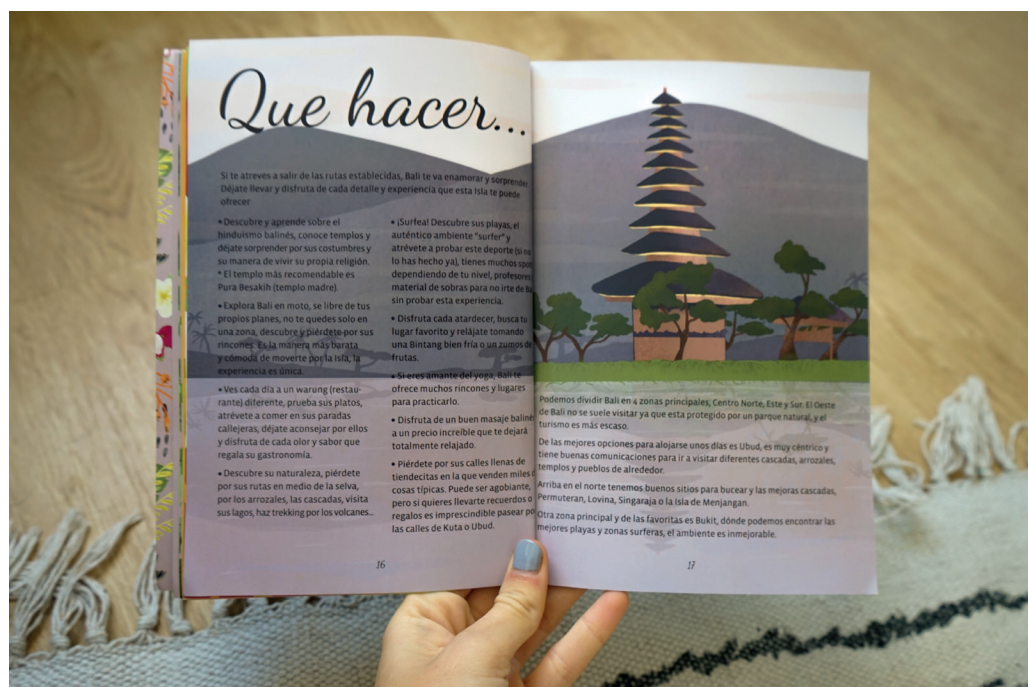 Que hacer...
Si te atreves a salir de las rutas establecidas, Bali te va enamorar y sorprender
Déjate llevar y disfruta de cada detalle y experiencia que esta Isla te puede
ofrecer
• Descubre y aprende sobre el
hinduismo balinés, conoce templos y
déjate sorprender por sus costumbres y
su manera de vivir su propia religión.
* El templo más recomendable es
Pura Besakih (templo madre).
• Explora Bali en moto, se libre de tus
propios planes, no te quedes solo en
una zona, descubre y piérdete por sus
rincones. Es la manera más barata
y cómoda de moverte por la isla, la
experiencia es única.
• Ves cada día a un warung (restau-
rante) diferente, prueba sus platos,
atrévete a comer en sus paradas
callejeras, déjate aconsejar por ellos
y disfruta de cada olor y sabor que
regala su gastronomía.
• Descubre su naturaleza, piérdete
por sus rutas en medio de la selva,
por los arrozales, las cascadas, visita
sus lagos, haz trekking por los volcanes...
• ¡Surfea! Descubre sus playas, el
auténtico ambiente "surfer" y
atrévete a probar este deporte (si no
lo has hecho ya), tienes muchos spot
dependiendo de tu nivel, profesores
material de sobras para no irte de Ba
sin probar esta experiencia.
• Disfruta cada atardecer, busca tu
lugar favorito y relájate tomando
una Bintang bien fría o un zumos de
frutas.
• Si eres amante del yoga, Bali te
ofrece muchos rincones y lugares
para practicarlo.
• Disfruta de un buen masaje baliné
a un precio increíble que te dejará
totalmente relajado.
• Piérdete por sus calles llenas de
tiendecitas en la que venden miles
cosas típicas. Puede ser agobiante,
pero si quieres llevarte recuerdos o
regalos es imprescindible pasear po
las calles de Kuta o Ubud.
16
Podemos dividir Bali en 4 zonas principales, Centro Norte, Este y Sur. El Oeste
de Bali no se suele visitar ya que esta protegido por un parque natural, y el
turismo es más escaso.
De las mejores opciones para alojarse unos días es Ubud, es muy céntrico y
tiene buenas comunicaciones para ir a visitar diferentes cascadas, arrozales,
templos y pueblos de alrededor.
Arriba en el norte tenemos buenos sitios para bucear y las mejores cascadas,
Permuteran, Lovina, Singaraja o la Isla de Menjangan.
Otra zona principal y de las favoritas es Bukit, dónde podemos encontrar las
mejores playas y zonas surferas, el ambiente es inmejorable.
17